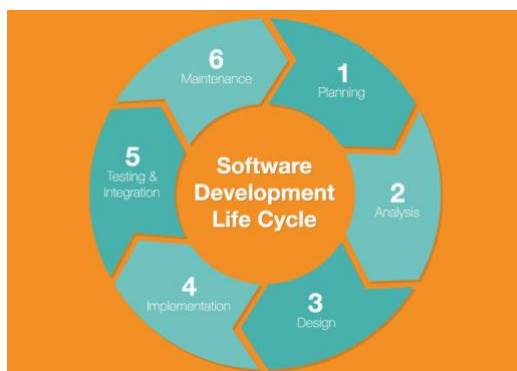 Software
Development
Life Cycle
1
Planning
2
Analysis
3
Design
4
Implementation
5
Testing &
Integration
6
Maintenance